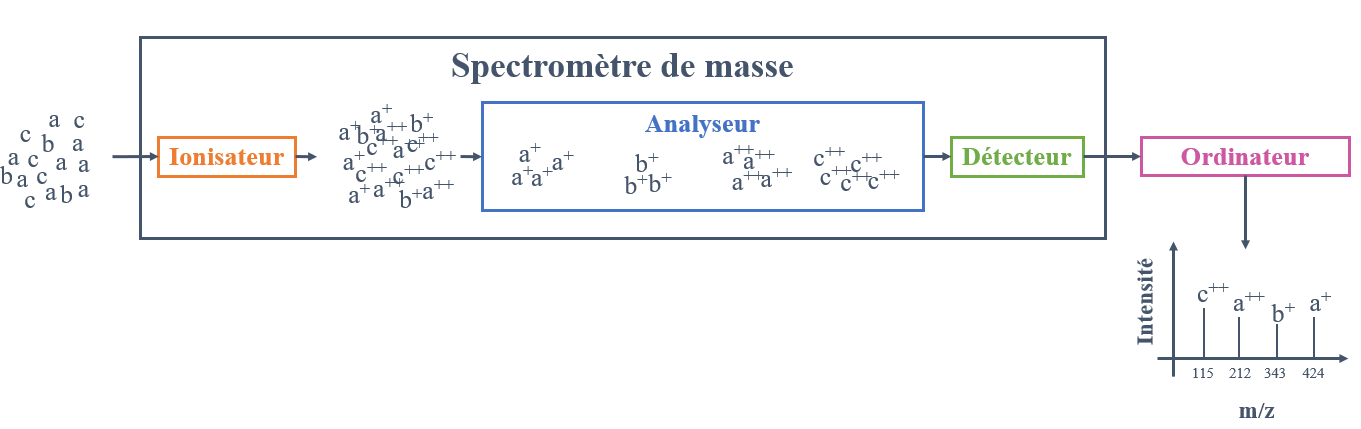 Spectromètre de masse
a c
c b a
a c a a
b a c
c a b a
Ionisateur
a⁺
a⁺ b⁺ a⁺⁺ b⁺
c⁺⁺ a⁺⁺ c⁺⁺
a⁺ c⁺⁺ c⁺⁺ c⁺⁺
a⁺ a⁺⁺ b⁺ a⁺⁺
Analyseur
a⁺ a⁺
a⁺ a⁺
b⁺
b⁺ b⁺
a⁺⁺ a⁺⁺
a⁺⁺ a⁺⁺
c⁺⁺ c⁺⁺
c⁺⁺ c⁺⁺ c⁺⁺
Détecteur
Ordinateur
Intensité
c⁺⁺ a⁺⁺ b⁺ a⁺
115 212 343 424
m/z